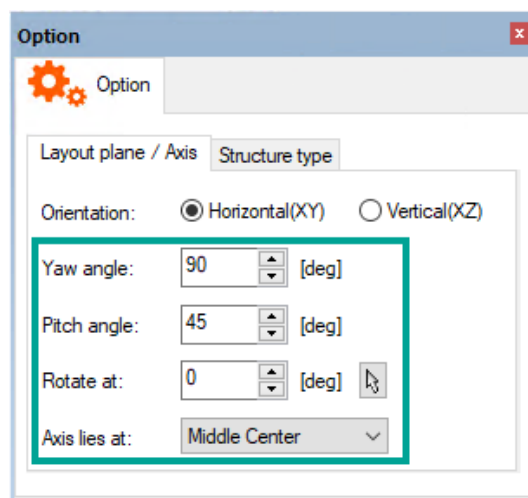 Option
Option
Layout plane / Axis Structure type
Orientation: Horizontal(XY) Vertical(XZ)
Yaw angle: 90 [deg]
Pitch angle: 45 [deg]
Rotate at: 0 [deg]
Axis lies at: Middle Center